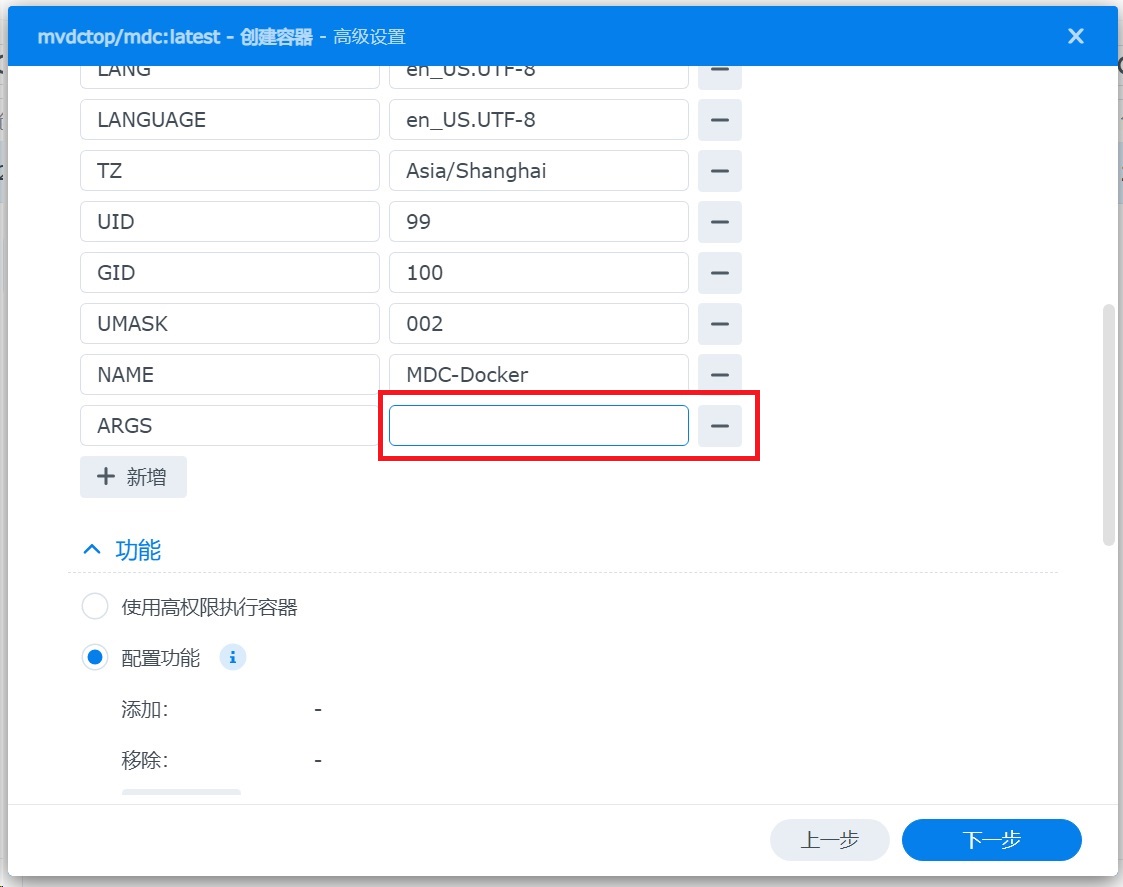 mvdctop/mdc:latest - 创建容器 - 高级设置
LANG en_US.UTF-8
LANGUAGE en_US.UTF-8
TZ Asia/Shanghai
UID 99
GID 100
UMASK 002
NAME MDC-Docker
ARGS
新增
功能
使用高权限执行容器
配置功能
添加: -
移除: -
上一步 下一步